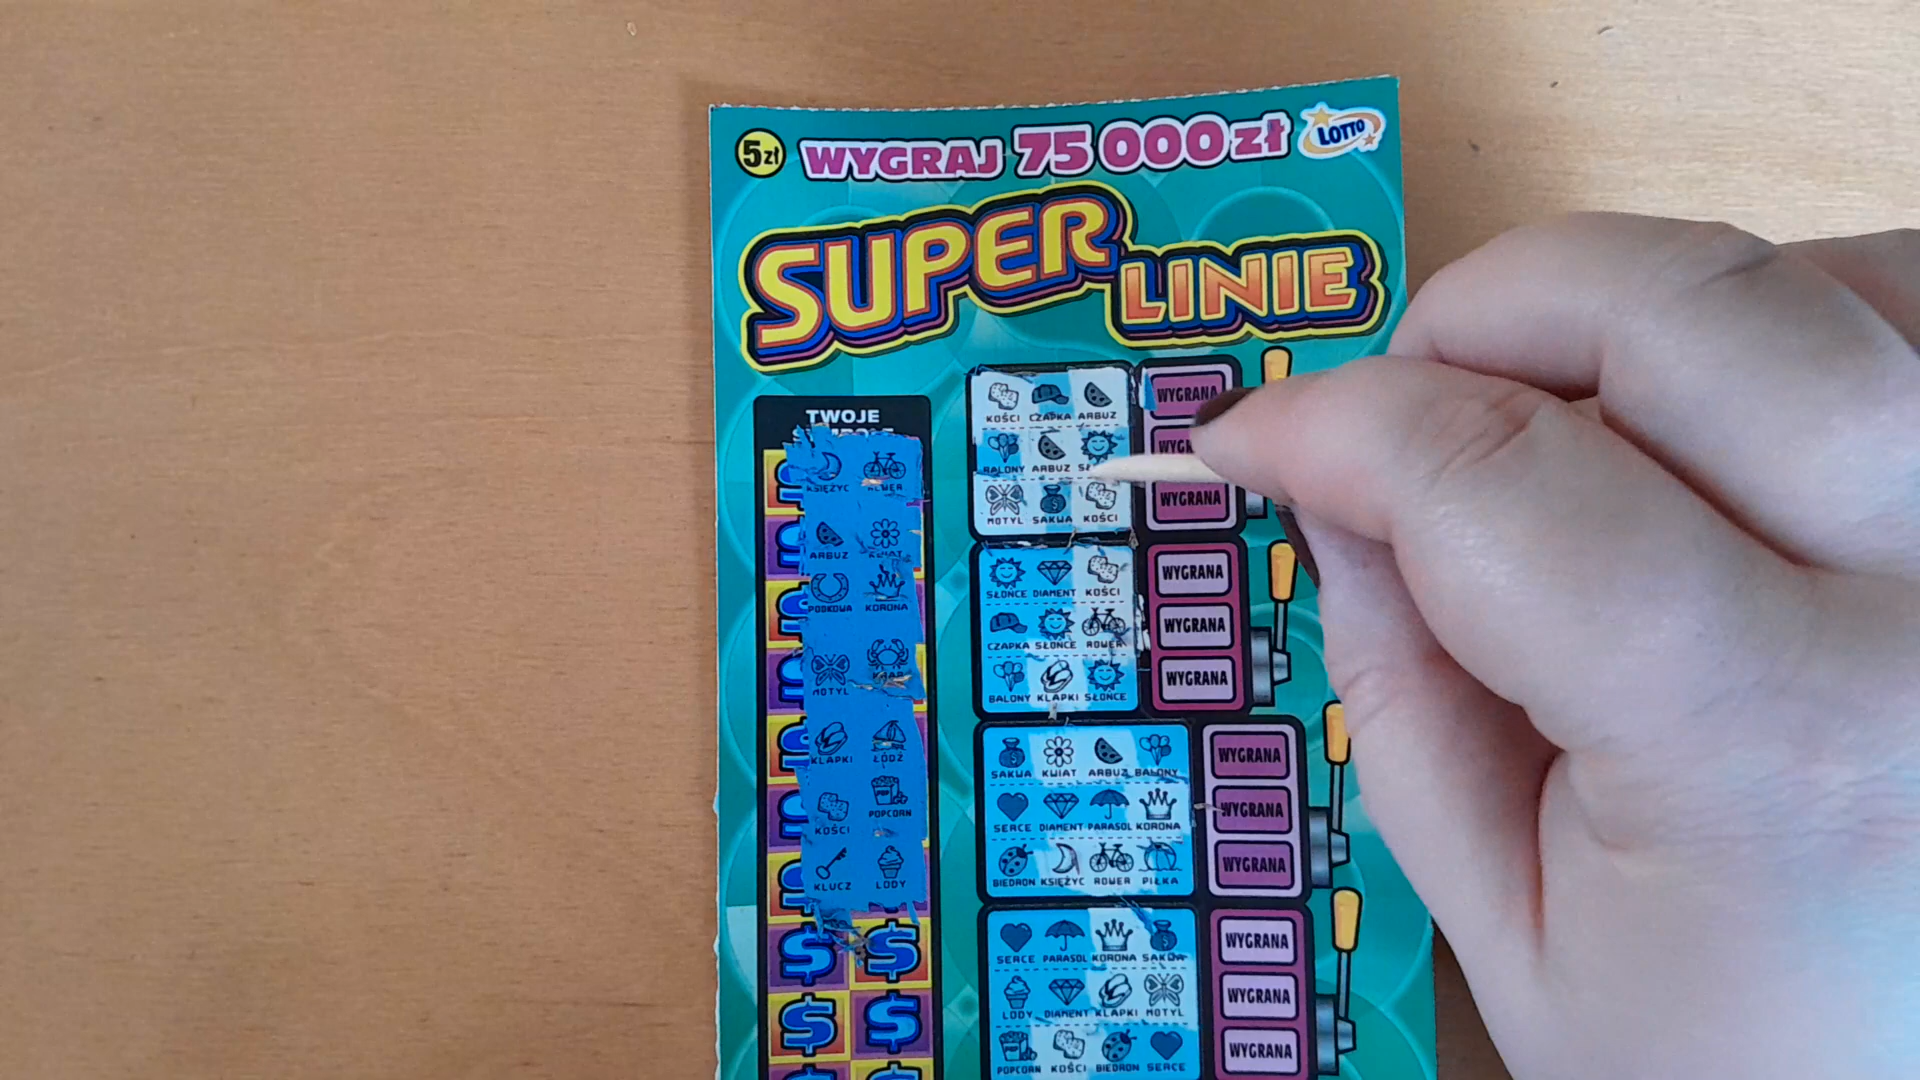 5zł WYGRAJ 75 000 zł LOTTO
SUPER LINIE
TWOJE
KSIĘŻYC ROWER
ARBUZ KWIAT
PODKOWA KORONA
MOTYL KRAB
KLAPKI ŁÓDŹ
KOŚCI POPCORN
KLUCZ LODY
KOŚCI CZAPKA ARBUZ WYGRANA
BALONY ARBUZ
MOTYL SAKWA KOŚCI WYGRANA
SŁOŃCE DIAMENT KOŚCI WYGRANA
CZAPKA SŁOŃCE ROWER WYGRANA
BALONY KLAPKI SŁOŃCE WYGRANA
SAKWA KWIAT ARBUZ BALONY WYGRANA
SERCE DIAMENT PARASOL KORONA WYGRANA
BIEDRON KSIĘŻYC ROWER PIŁKA WYGRANA
SERCE PARASOL KORONA SAKWA WYGRANA
LODY DIAMENT KLAPKI MOTYL WYGRANA
POPCORN KOŚCI BIEDRON SERCE WYGRANA